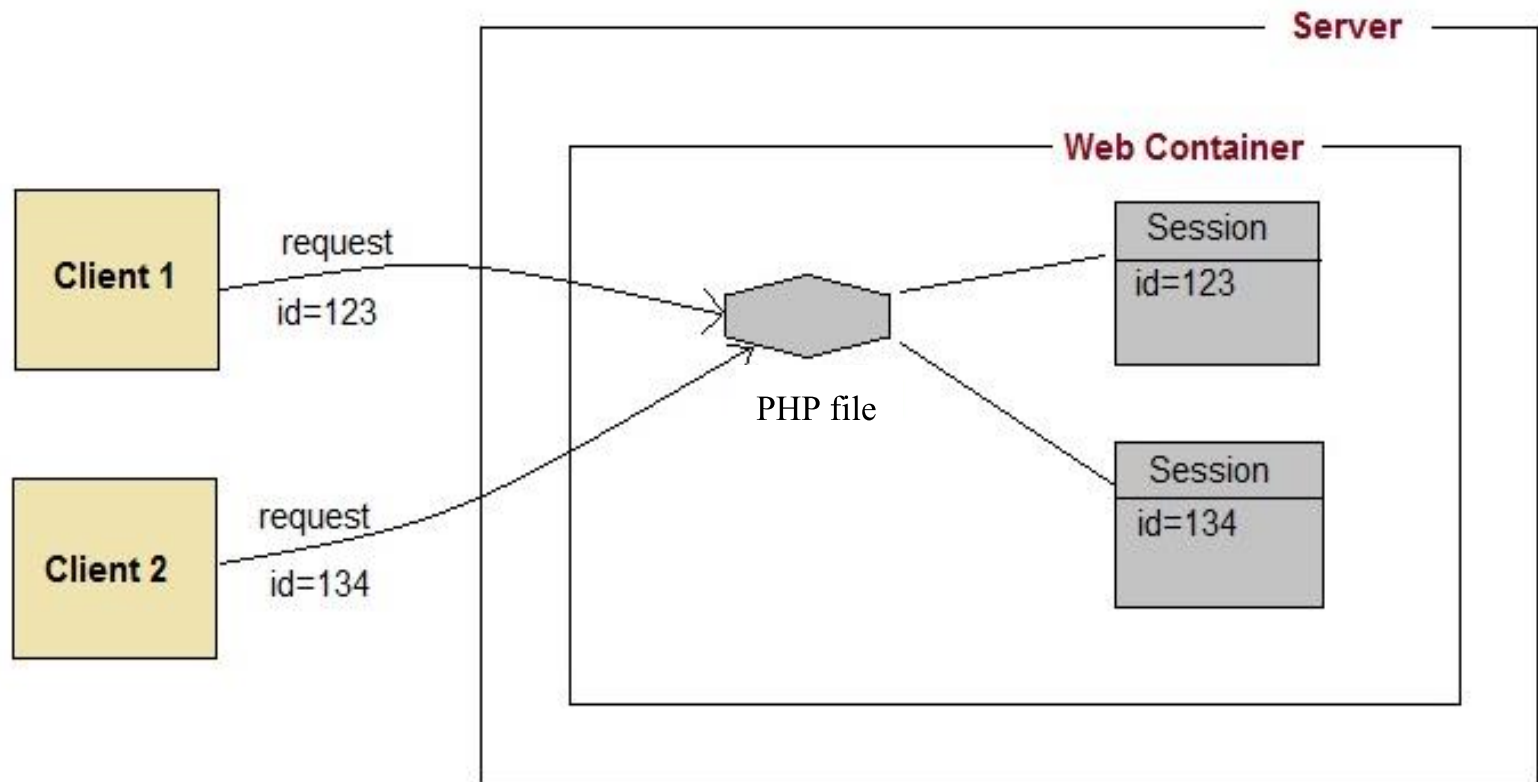 Server
Web Container
Client 1
request
id=123
PHP file
Session
id=123
Client 2
request
id=134
Session
id=134